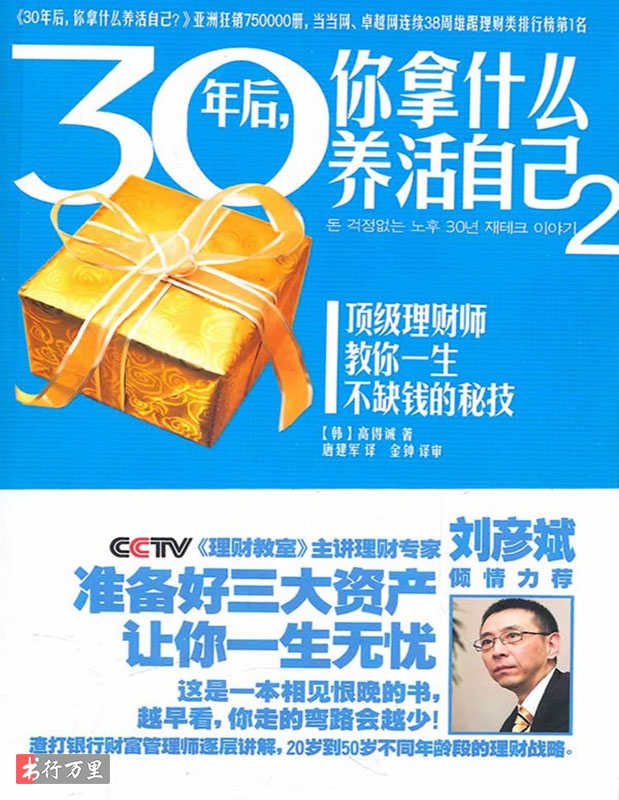 《30年后,你拿什么养活自己?》亚洲狂销750000册,当当网、卓越网连续38周雄踞理财类排行榜第1名
30年后,你拿什么
养活自己2
돈 걱정없는 노후 30년 재테크 이야기
顶级理财师
教你一生
不缺钱的秘技
【韩】高得诚 著
唐建军 译 金钟 译审
CCTV《理财教室》主讲理财专家 刘彦斌
倾情力荐
准备好三大资产
让你一生无忧
这是一本相见恨晚的书,
越早看,你走的弯路会越少!
渣打银行财富管理师逐层讲解,20岁到50岁不同年龄段的理财战略。
书行万里